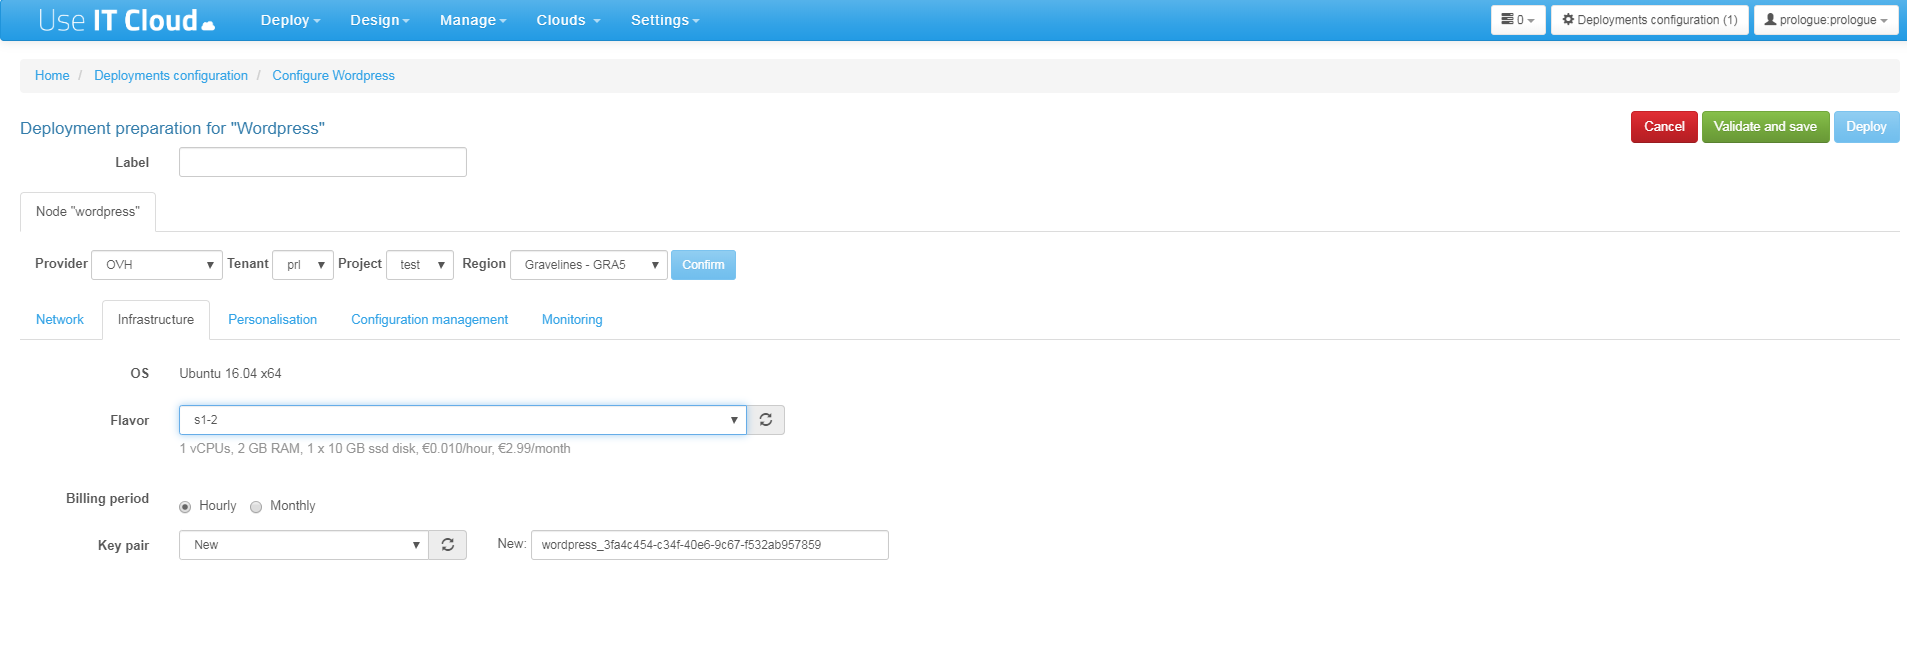 Use IT Cloud Deploy Design Manage Clouds Settings 0 Deployments configuration (1) prologue:prologue
Home / Deployments configuration / Configure Wordpress
Deployment preparation for "Wordpress" Cancel Validate and save Deploy
Label
Node "wordpress"
Provider OVH Tenant prl Project test Region Gravelines - GRA5 Confirm
Network Infrastructure Personalisation Configuration management Monitoring
OS Ubuntu 16.04 x64
Flavor s1-2
1 vCPUs, 2 GB RAM, 1 x 10 GB ssd disk, €0.010/hour, €2.99/month
Billing period Hourly Monthly
Key pair New New: wordpress_3fa4c454-c34f-40e6-9c67-f532ab957859